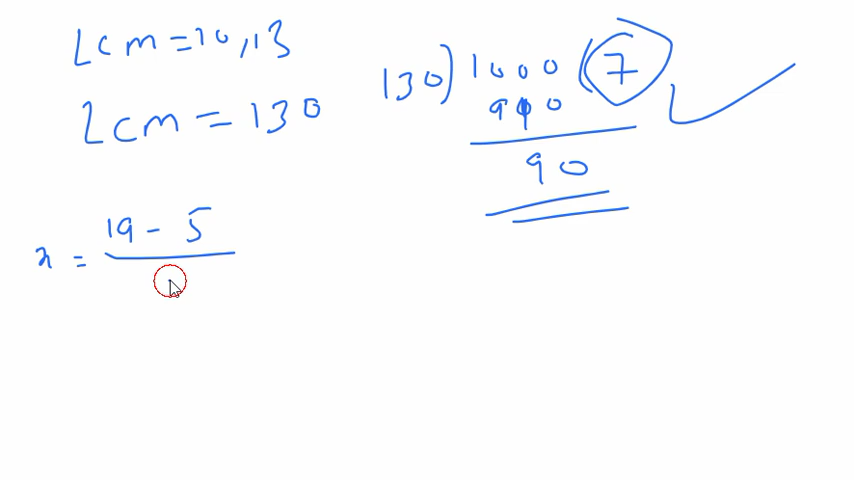 Lcm = 10,13
Lcm = 130
130) 1000 (7
910
90
x = 19 - 5